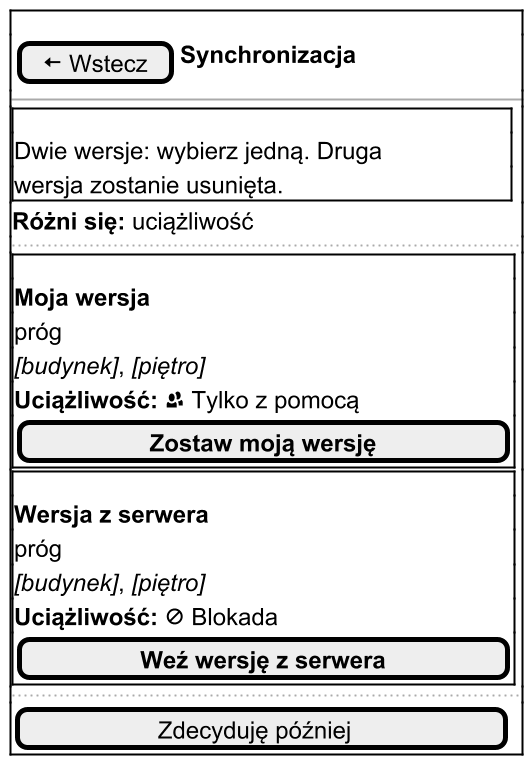 ← Wstecz Synchronizacja
Dwie wersje: wybierz jedną. Druga
wersja zostanie usunięta.
Różni się: uciążliwość
Moja wersja
próg
[budynek], [piętro]
Uciążliwość: Tylko z pomocą
Zostaw moją wersję
Wersja z serwera
próg
[budynek], [piętro]
Uciążliwość: Blokada
Weź wersję z serwera
Zdecyduję później